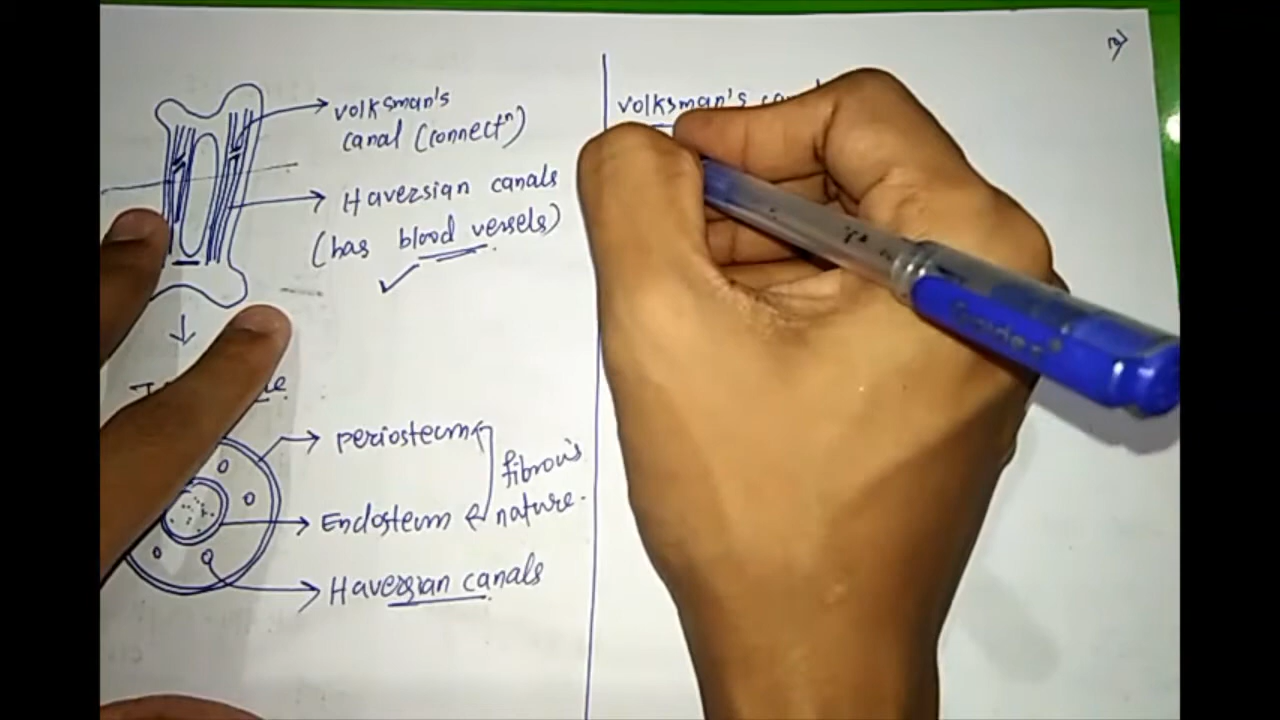 volksman's
canal (connectⁿ)
Haversian canals
(has blood vessels)
periosteum
Endosteum
fibrous
nature.
Haversian canals
volksman's